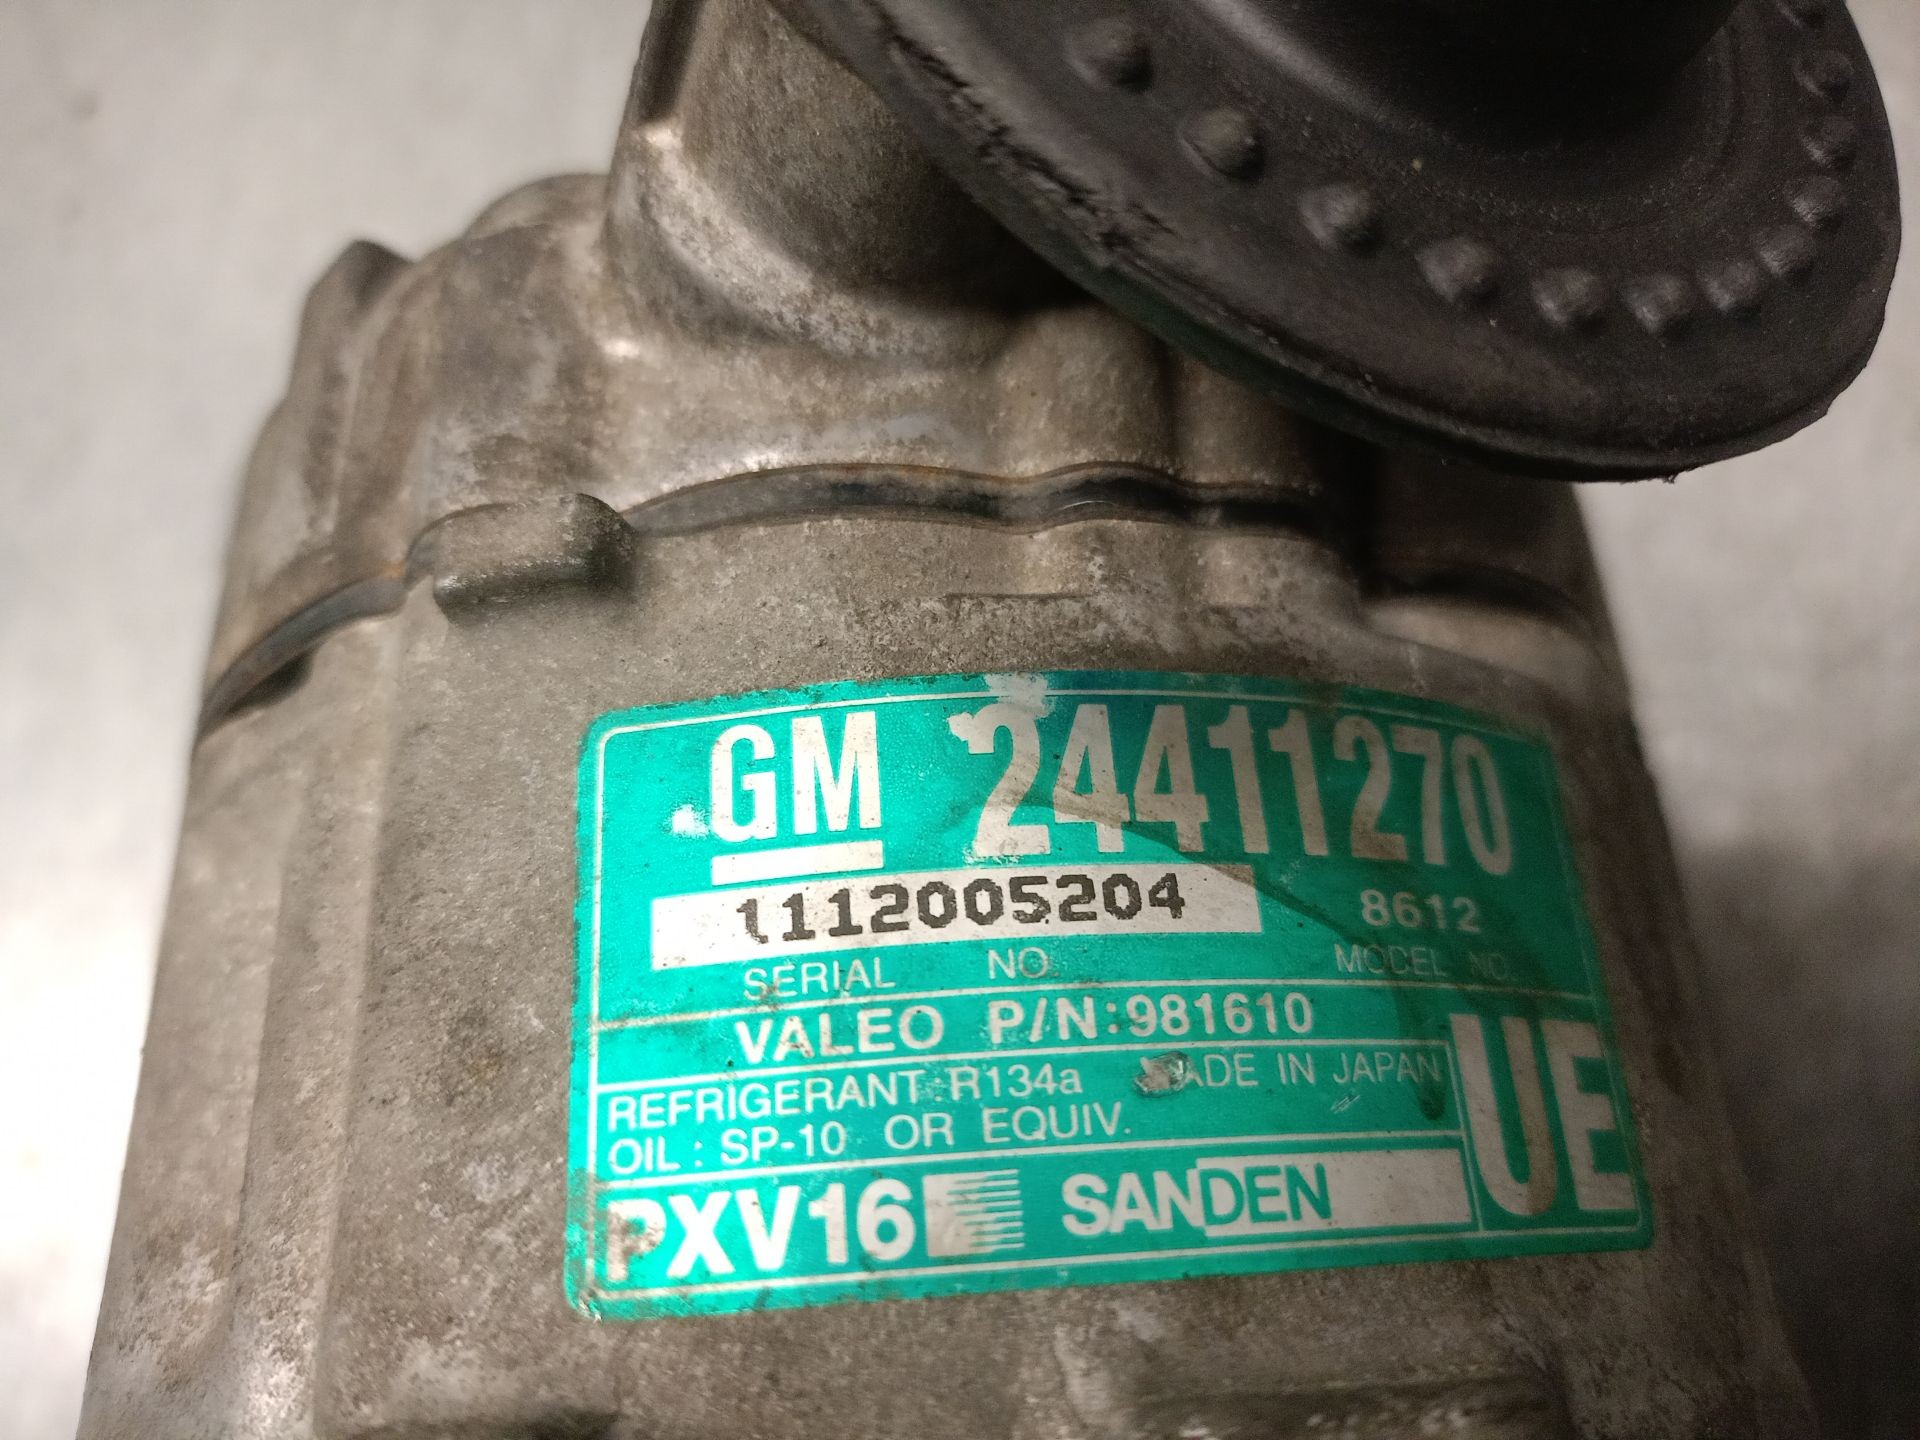 GM 24411270
1112005204 8612
SERIAL NO. MODEL NO.
VALEO P/N:981610
REFRIGERANT:R134a MADE IN JAPAN
OIL : SP-10 OR EQUIV.
UE
PXV16 SANDEN